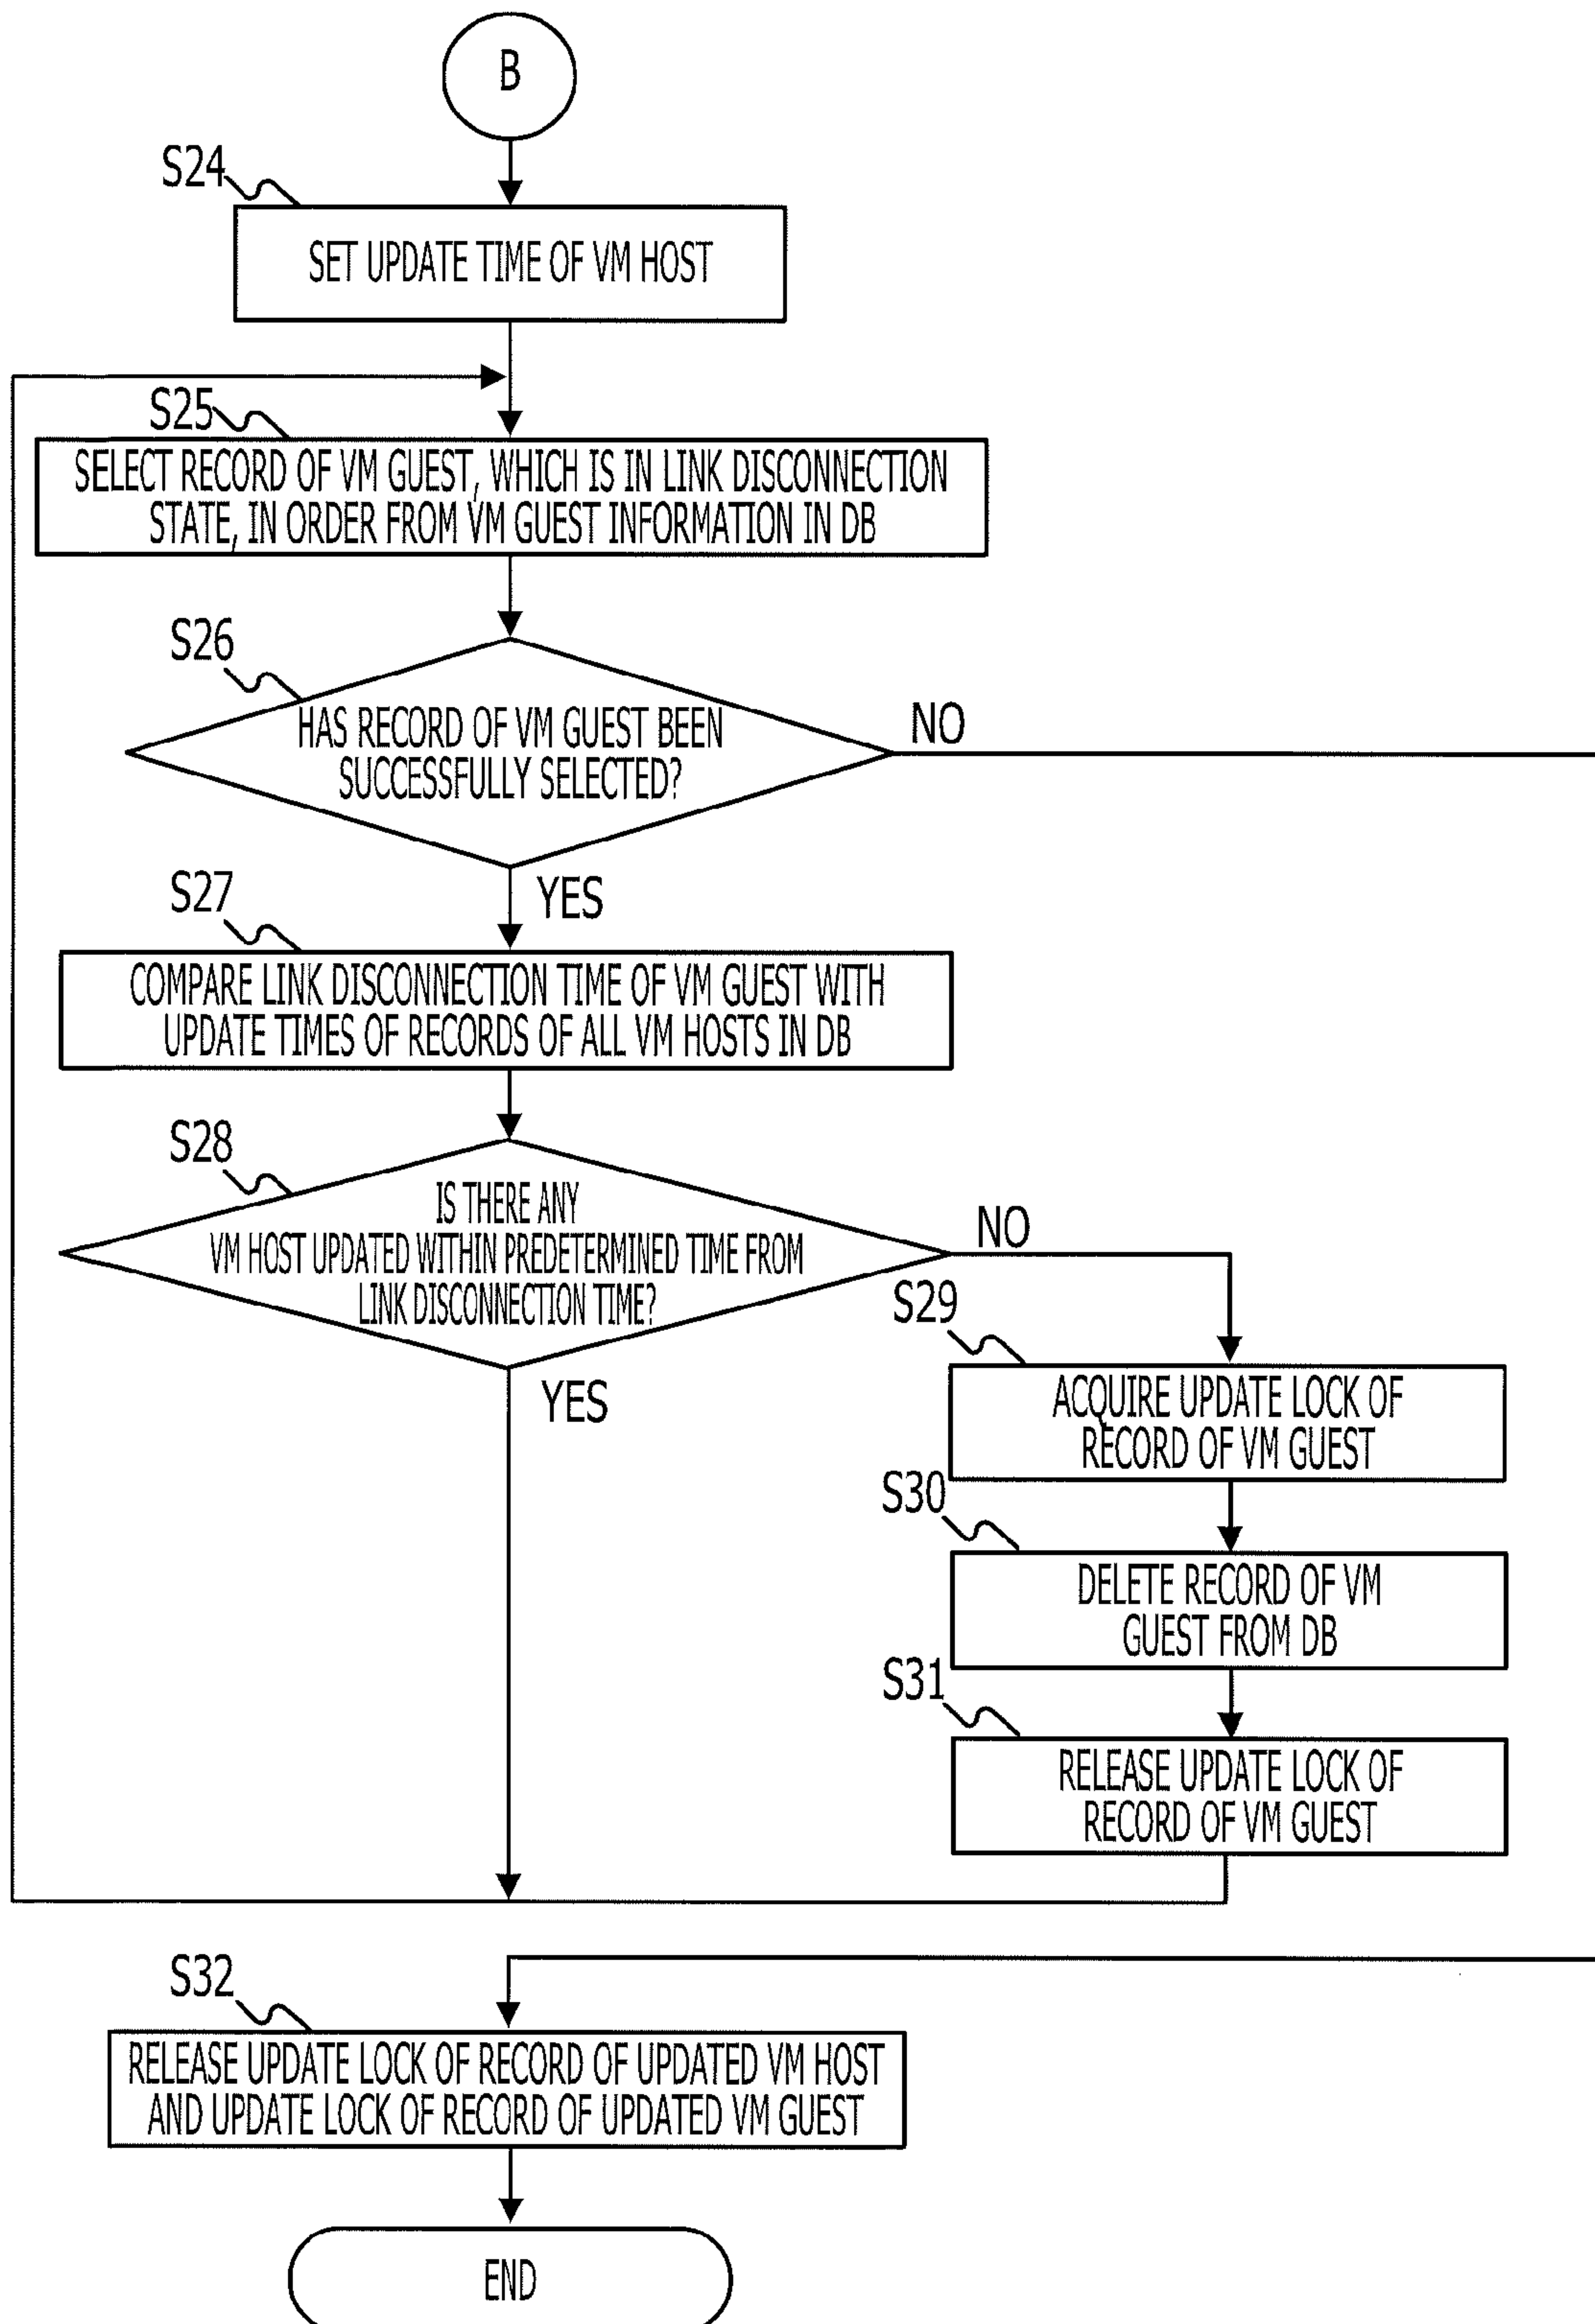 B
S24
SET UPDATE TIME OF VM HOST
S25
SELECT RECORD OF VM GUEST, WHICH IS IN LINK DISCONNECTION
STATE, IN ORDER FROM VM GUEST INFORMATION IN DB
S26
HAS RECORD OF VM GUEST BEEN
SUCCESSFULLY SELECTED?
NO
YES
S27
COMPARE LINK DISCONNECTION TIME OF VM GUEST WITH
UPDATE TIMES OF RECORDS OF ALL VM HOSTS IN DB
S28
IS THERE ANY
VM HOST UPDATED WITHIN PREDETERMINED TIME FROM
LINK DISCONNECTION TIME?
NO
YES
S29
ACQUIRE UPDATE LOCK OF
RECORD OF VM GUEST
S30
DELETE RECORD OF VM
GUEST FROM DB
S31
RELEASE UPDATE LOCK OF
RECORD OF VM GUEST
S32
RELEASE UPDATE LOCK OF RECORD OF UPDATED VM HOST
AND UPDATE LOCK OF RECORD OF UPDATED VM GUEST
END